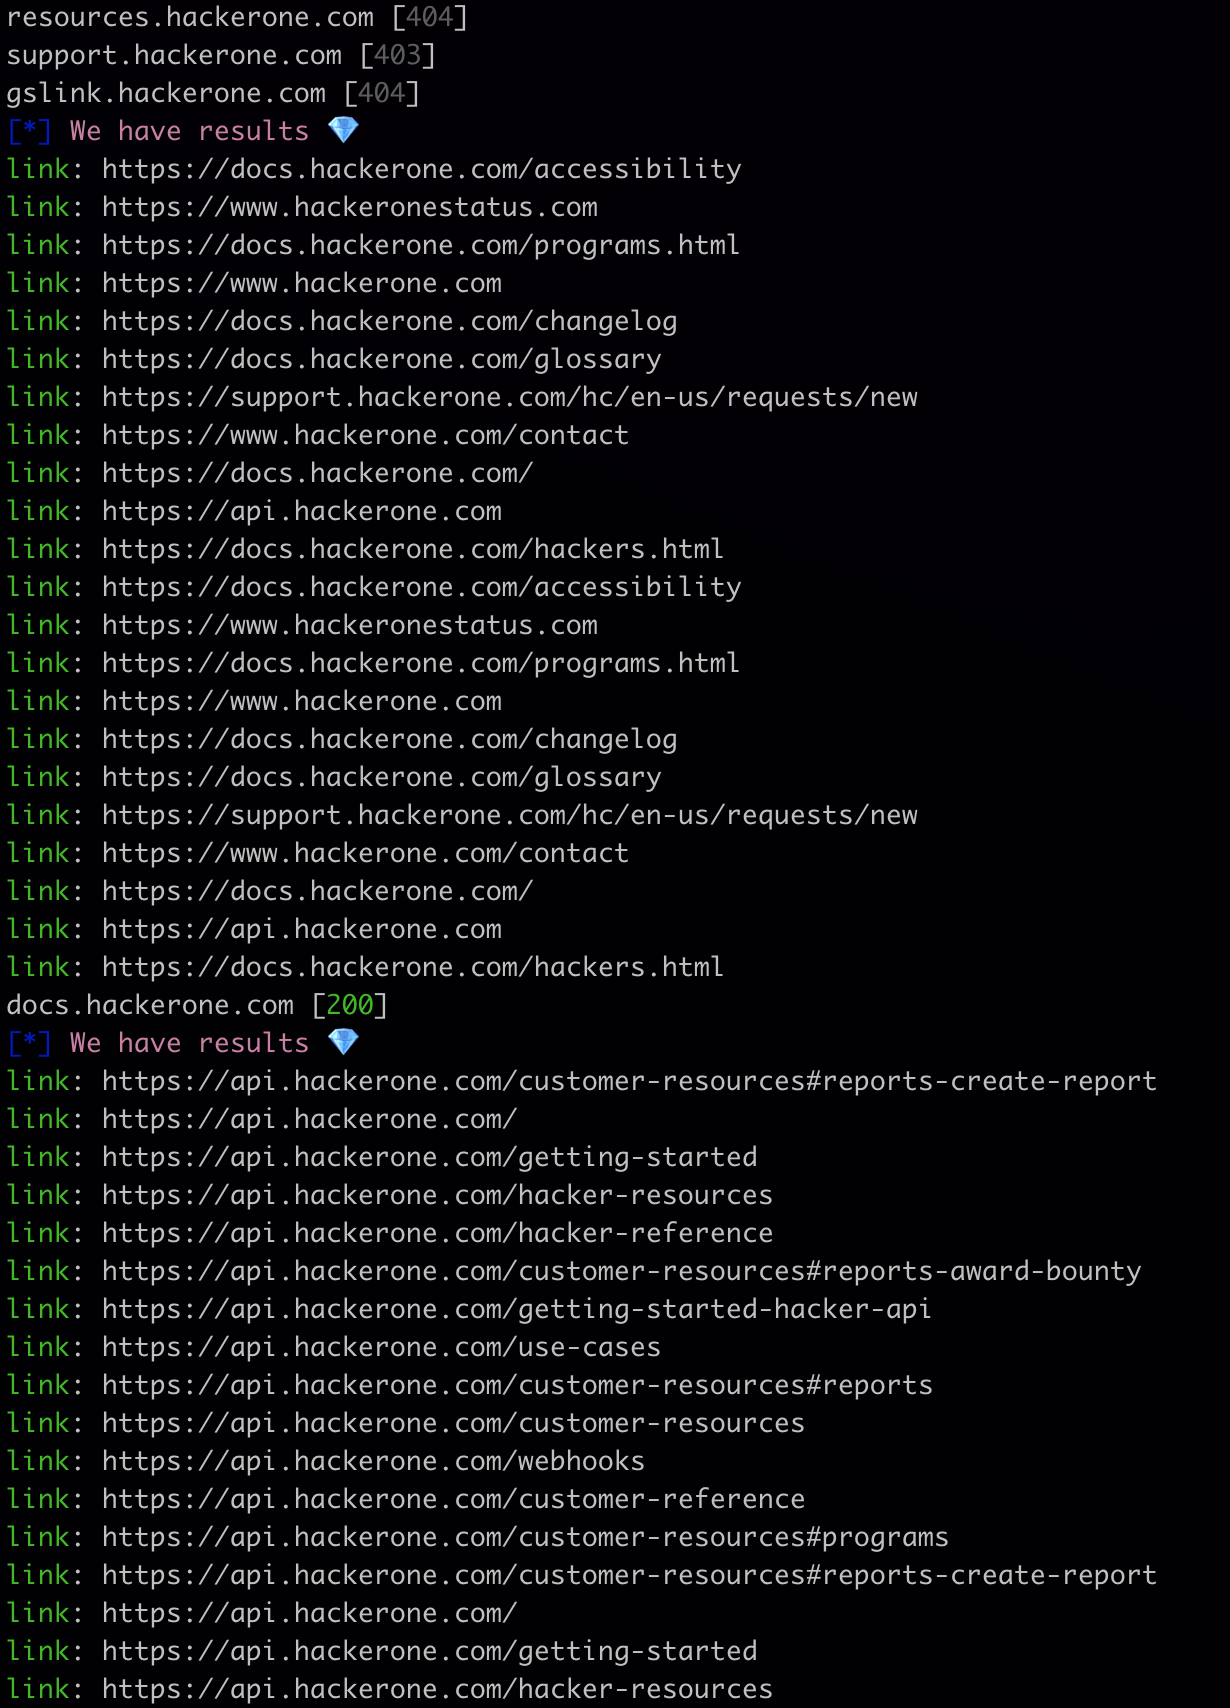 resources.hackerone.com [404]
support.hackerone.com [403]
gslink.hackerone.com [404]
[*] We have results 💎
link: https://docs.hackerone.com/accessibility
link: https://www.hackeronestatus.com
link: https://docs.hackerone.com/programs.html
link: https://www.hackerone.com
link: https://docs.hackerone.com/changelog
link: https://docs.hackerone.com/glossary
link: https://support.hackerone.com/hc/en-us/requests/new
link: https://www.hackerone.com/contact
link: https://docs.hackerone.com/
link: https://api.hackerone.com
link: https://docs.hackerone.com/hackers.html
link: https://docs.hackerone.com/accessibility
link: https://www.hackeronestatus.com
link: https://docs.hackerone.com/programs.html
link: https://www.hackerone.com
link: https://docs.hackerone.com/changelog
link: https://docs.hackerone.com/glossary
link: https://support.hackerone.com/hc/en-us/requests/new
link: https://www.hackerone.com/contact
link: https://docs.hackerone.com/
link: https://api.hackerone.com
link: https://docs.hackerone.com/hackers.html
docs.hackerone.com [200]
[*] We have results 💎
link: https://api.hackerone.com/customer-resources#reports-create-report
link: https://api.hackerone.com/
link: https://api.hackerone.com/getting-started
link: https://api.hackerone.com/hacker-resources
link: https://api.hackerone.com/hacker-reference
link: https://api.hackerone.com/customer-resources#reports-award-bounty
link: https://api.hackerone.com/getting-started-hacker-api
link: https://api.hackerone.com/use-cases
link: https://api.hackerone.com/customer-resources#reports
link: https://api.hackerone.com/customer-resources
link: https://api.hackerone.com/webhooks
link: https://api.hackerone.com/customer-reference
link: https://api.hackerone.com/customer-resources#programs
link: https://api.hackerone.com/customer-resources#reports-create-report
link: https://api.hackerone.com/
link: https://api.hackerone.com/getting-started
link: https://api.hackerone.com/hacker-resources